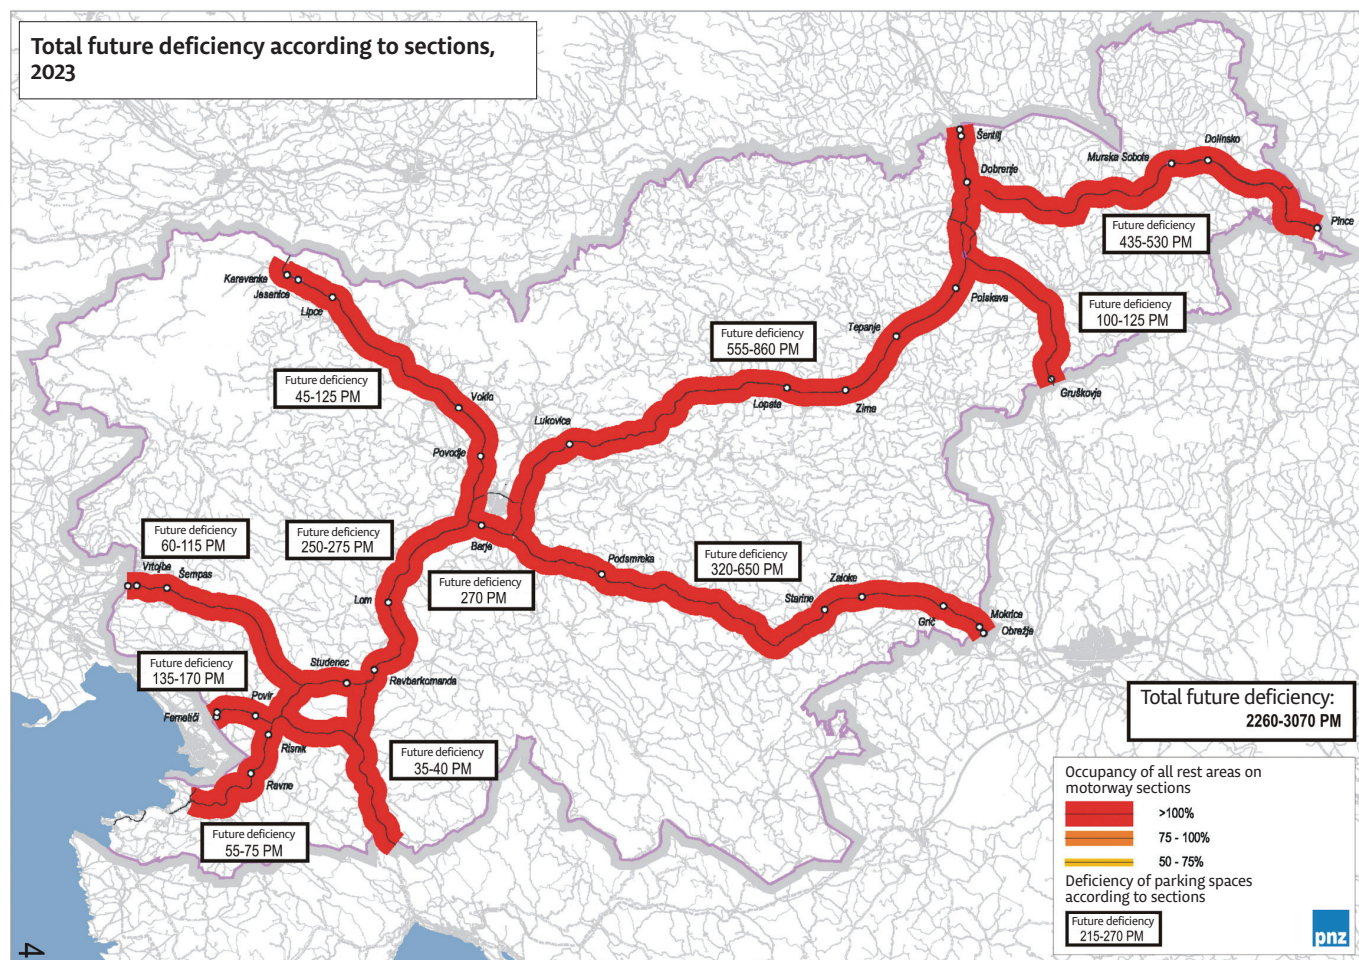 Total future deficiency according to sections,
2023
Šentilj
Dobrenje
Murska Sobota
Dolinsko
Pince
Future deficiency
435-530 PM
Karavanke
Jesenice
Lipce
Polskava
Future deficiency
100-125 PM
Tepanje
Future deficiency
555-860 PM
Future deficiency
45-125 PM
Voklo
Lopata
Zima
Gruškovje
Lukovica
Povodje
Future deficiency
60-115 PM
Future deficiency
250-275 PM
Barje
Vrtojba
Šempas
Future deficiency
270 PM
Podsmreka
Future deficiency
320-650 PM
Lom
Starine
Zaloke
Grič
Mokrice
Obrežje
Future deficiency
135-170 PM
Studenec
Ravbarkomanda
Povir
Fernetiči
Risnik
Ravne
Future deficiency
35-40 PM
Future deficiency
55-75 PM
Total future deficiency:
2260-3070 PM
Occupancy of all rest areas on
motorway sections
>100%
75 - 100%
50 - 75%
Deficiency of parking spaces
according to sections
Future deficiency
215-270 PM
pnz
4